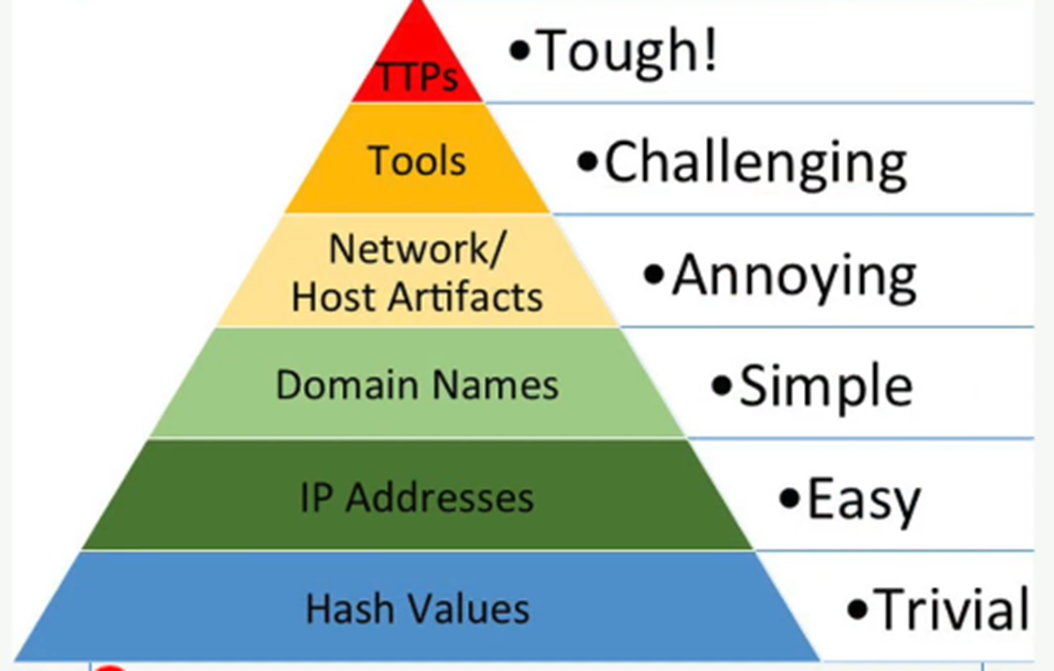 TTPs
•Tough!
Tools
•Challenging
Network/
Host Artifacts
•Annoying
Domain Names
•Simple
IP Addresses
•Easy
Hash Values
•Trivial